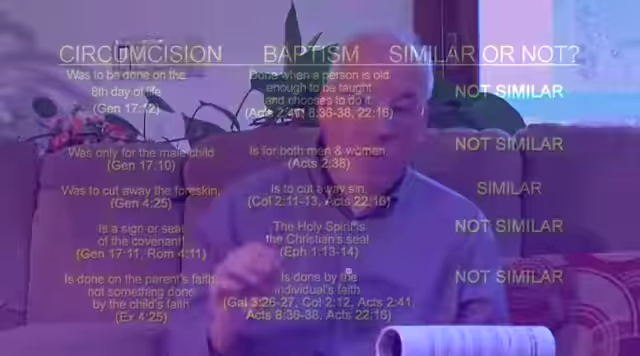 CIRCUMCISION BAPTISM SIMILAR OR NOT?
Was to be done on the
8th day of life
(Gen 17:12)
Done when a person is old
enough to be taught
and chooses to do it
(Acts 8:36-38, 22:16)
NOT SIMILAR
Was only for the male child
(Gen 17:10)
Is for both men & women
(Acts 2:38)
NOT SIMILAR
Was to cut away the foreskin
(Gen 4:25)
Is to cut away sin
(Col 2:11-13, Acts 22:16)
SIMILAR
Is a sign or seal
of the covenant
(Gen 17:11, Rom 4:11)
The Holy Spirit is
the Christian's seal
(Eph 1:13-14)
NOT SIMILAR
Is done on the parent's faith
not something done
by the child's faith
(Ex 4:25)
Is done by the
individual's faith
(Gal 3:26-27, Col 2:12, Acts 2:41,
Acts 8:36-38, Acts 22:16)
NOT SIMILAR